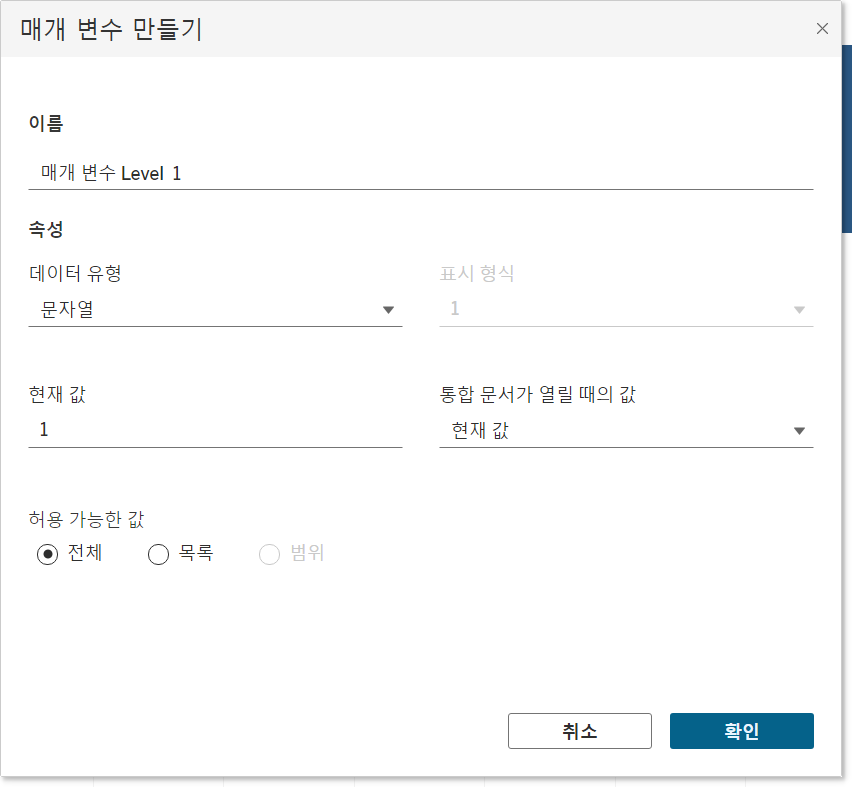 매개 변수 만들기
이름
매개 변수 Level 1
속성
데이터 유형
표시 형식
문자열
1
현재 값
통합 문서가 열릴 때의 값
1
현재 값
허용 가능한 값
전체 목록 범위
취소 확인